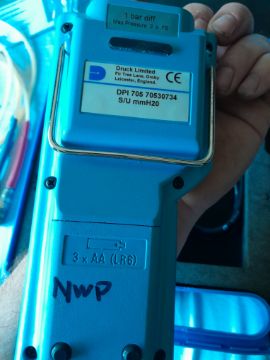 1 bar diff
Max Pressure 2 x FS
Druck Limited
Fir Tree Lane, Groby
Leicester, England.
CE
DPI 705 70530734
S/U mmH20
3 x AA (LR6)
NWP